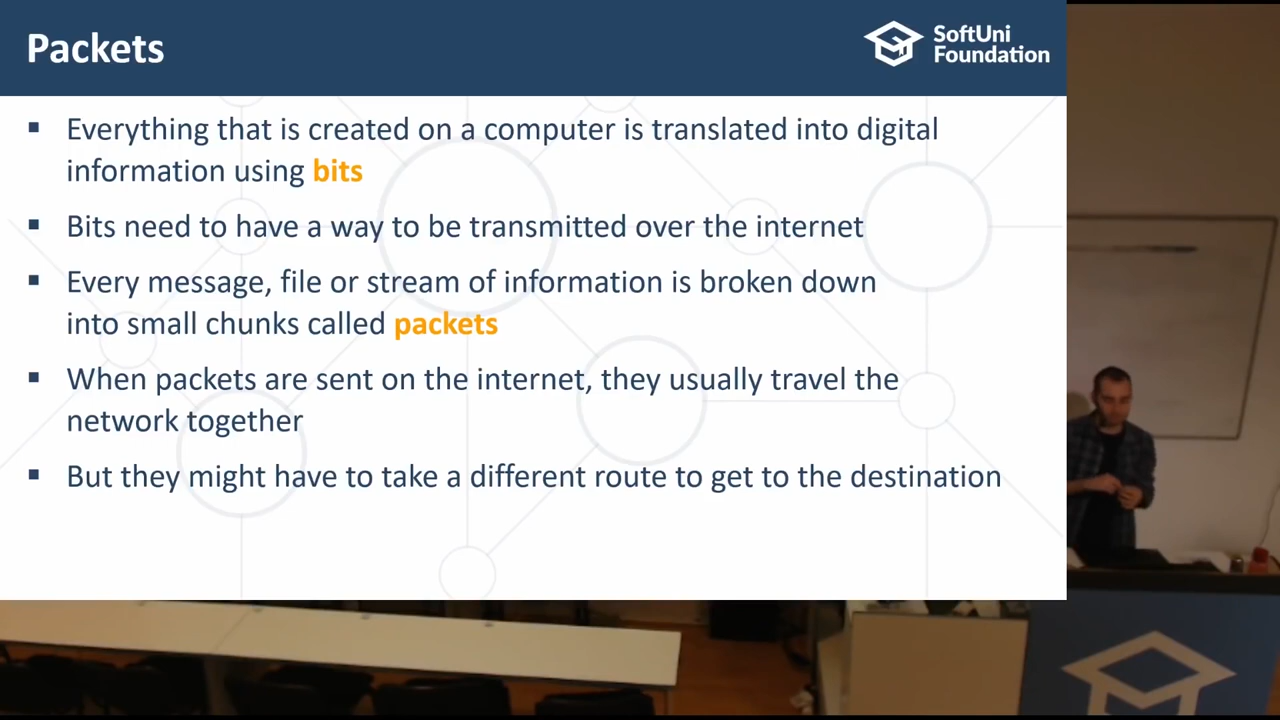 Packets
SoftUni
Foundation
▪ Everything that is created on a computer is translated into digital
information using bits
▪ Bits need to have a way to be transmitted over the internet
▪ Every message, file or stream of information is broken down
into small chunks called packets
▪ When packets are sent on the internet, they usually travel the
network together
▪ But they might have to take a different route to get to the destination